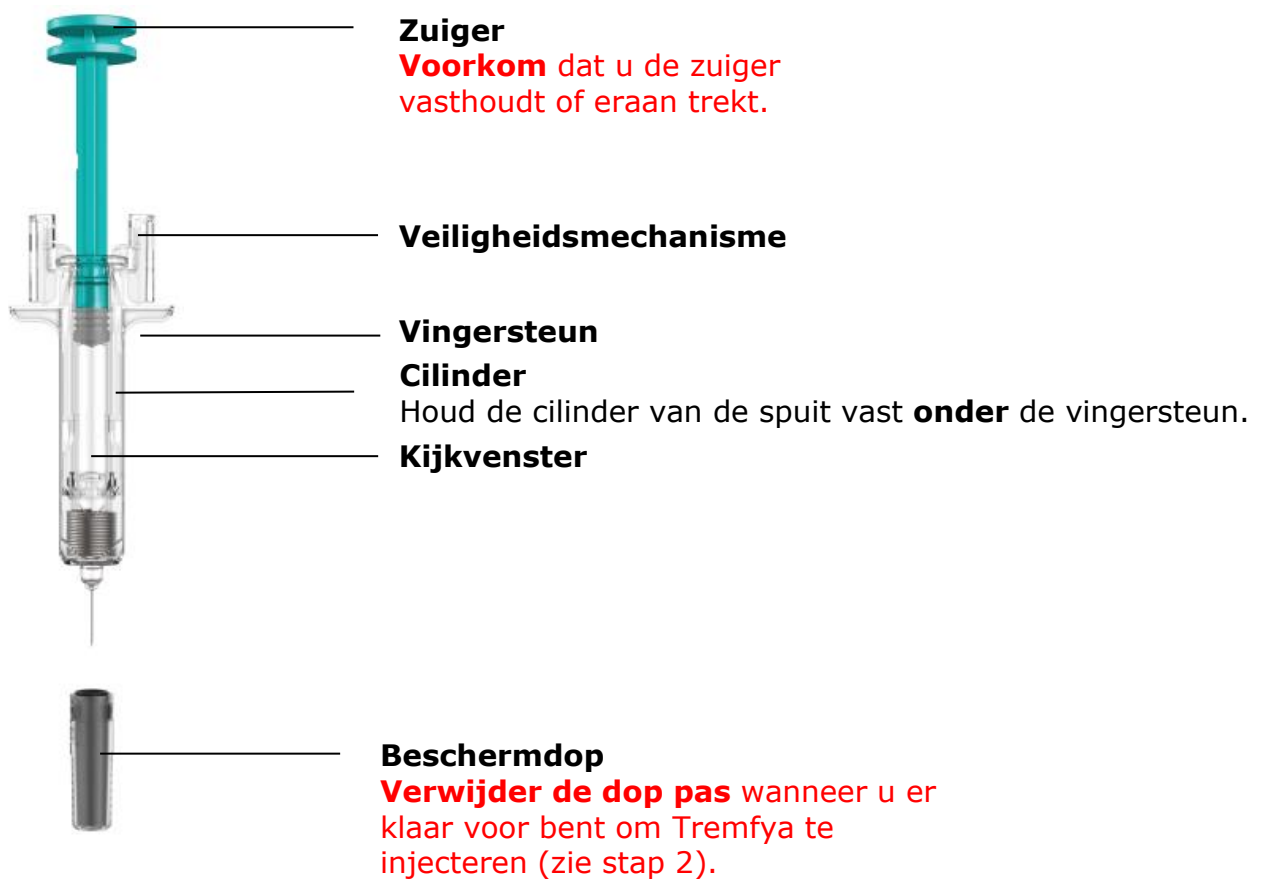 Zuiger
Voorkom dat u de zuiger
vasthoudt of eraan trekt.
Veiligheidsmechanisme
Vingersteun
Cilinder
Houd de cilinder van de spuit vast onder de vingersteun.
Kijkvenster
Beschermdop
Verwijder de dop pas wanneer u er
klaar voor bent om Tremfya te
injecteren (zie stap 2).